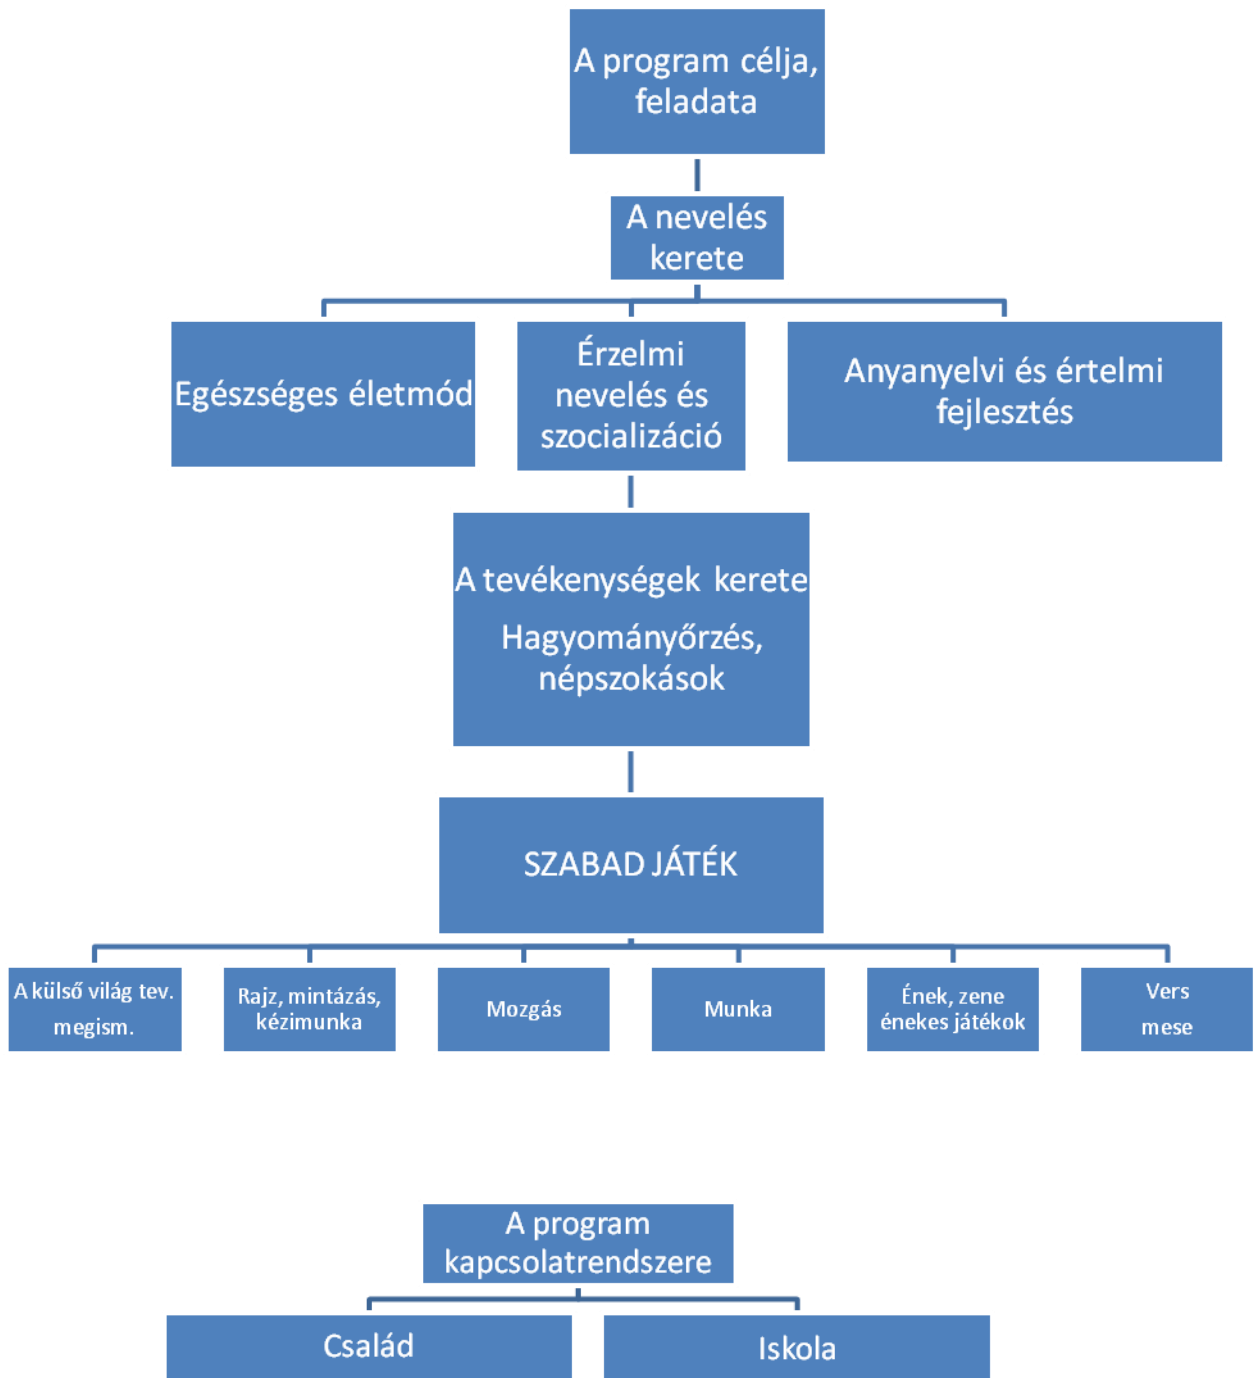 A program célja,
feladata
A nevelés
kerete
Egészséges életmód
Érzelmi
nevelés és
szocializáció
Anyanyelvi és értelmi
fejlesztés
A tevékenységek kerete
Hagyományőrzés,
népszokások
SZABAD JÁTÉK
A külső világ tev.
megism.
Rajz, mintázás,
kézimunka
Mozgás
Munka
Ének, zene
énekes játékok
Vers
mese
A program
kapcsolatrendszere
Család
Iskola